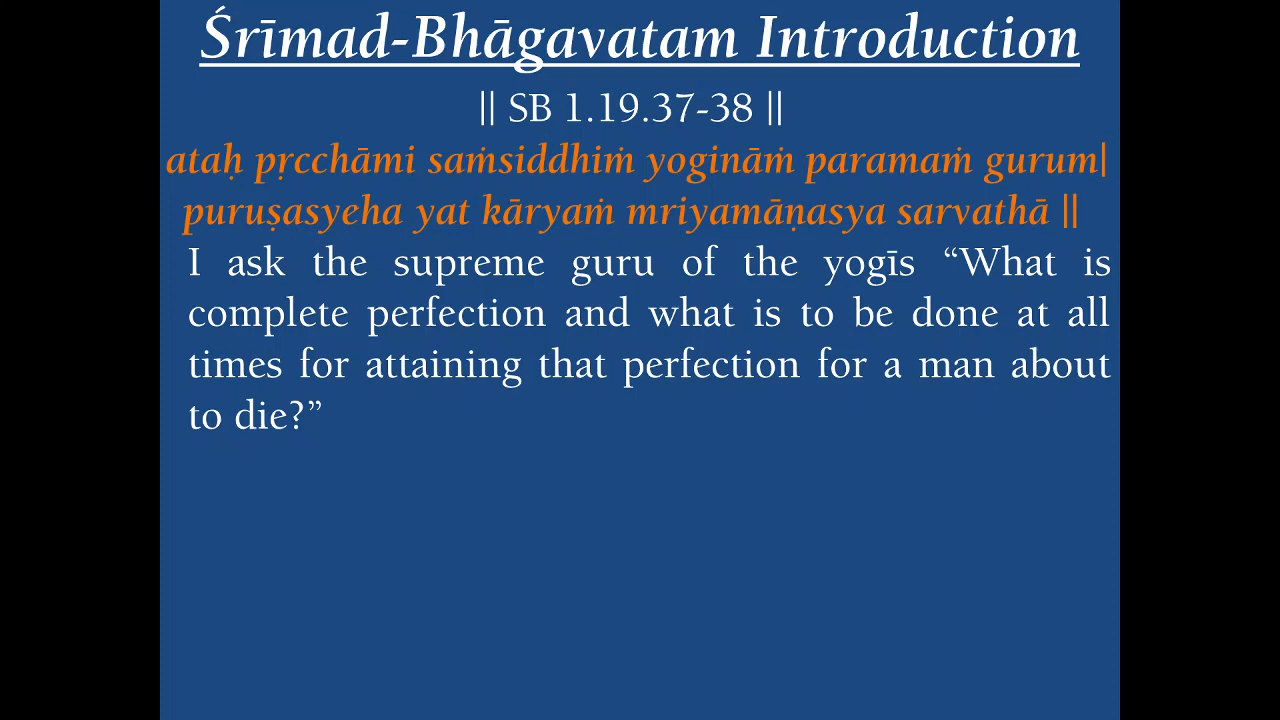 Śrīmad-Bhāgavatam Introduction
|| SB 1.19.37-38 ||
ataḥ pṛcchāmi saṁsiddhiṁ yogināṁ paramaṁ gurum|
puruṣasyeha yat kāryaṁ mriyamāṇasya sarvathā ||
I ask the supreme guru of the yogīs “What is
complete perfection and what is to be done at all
times for attaining that perfection for a man about
to die?”